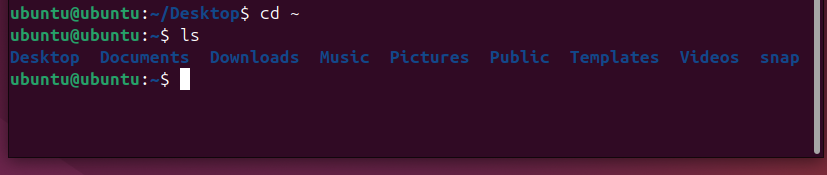 ubuntu@ubuntu:~/Desktop$ cd ~
ubuntu@ubuntu:~$ ls
Desktop  Documents  Downloads  Music  Pictures  Public  Templates  Videos  snap
ubuntu@ubuntu:~$